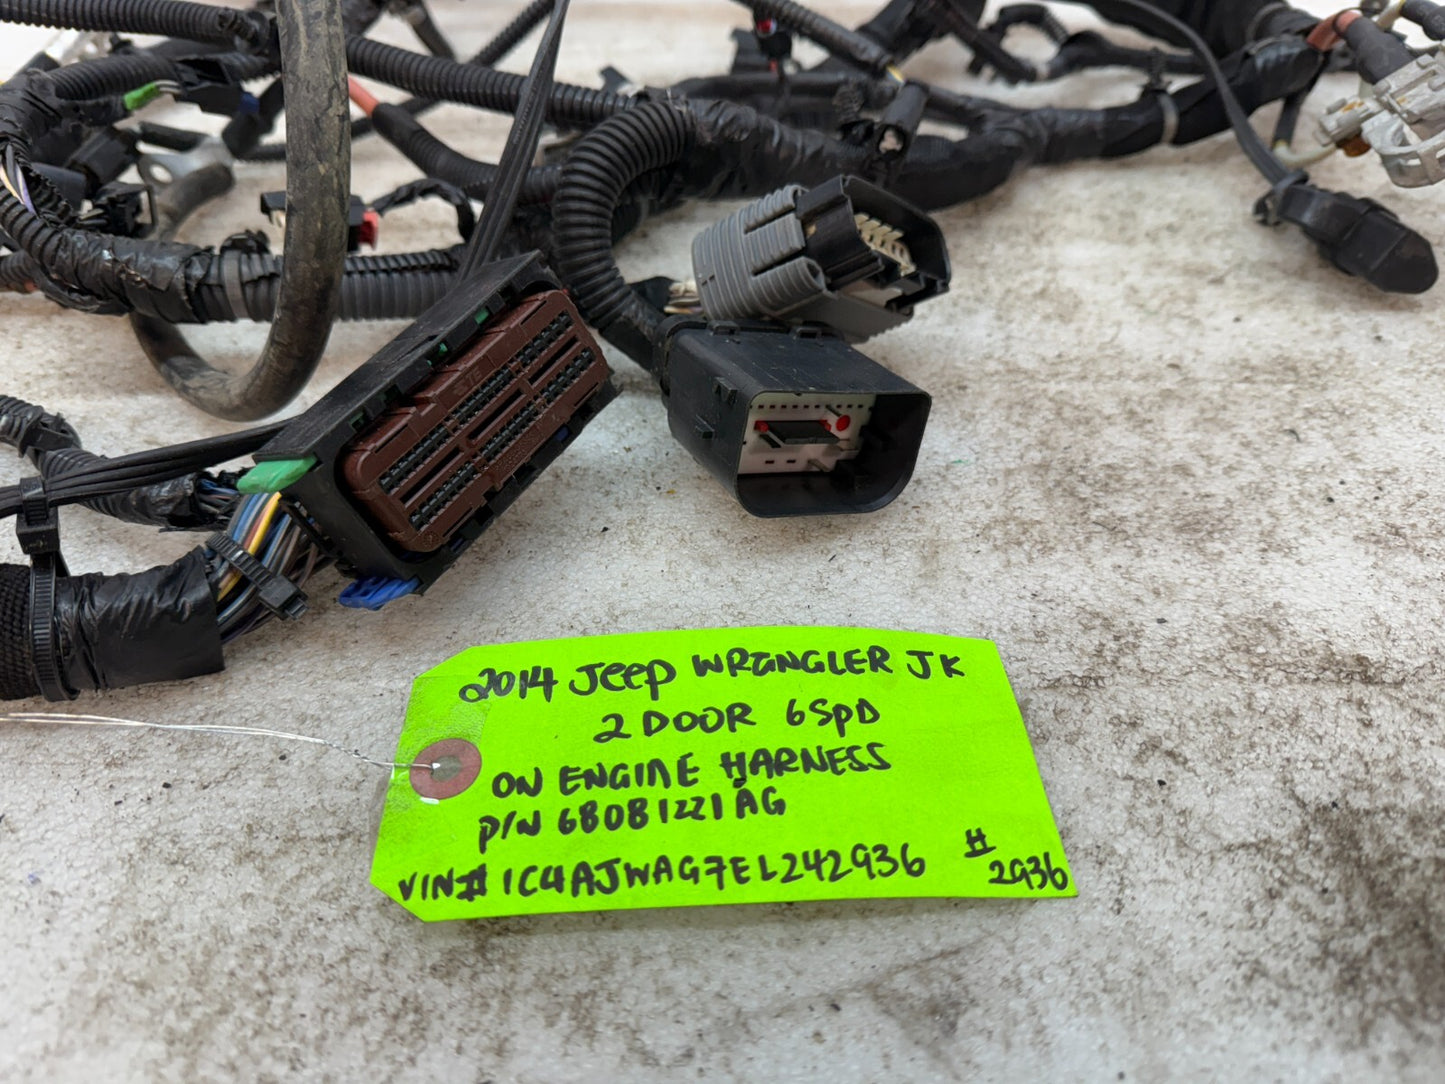 2014 Jeep WRANGLER JK
2 DOOR 6SpD
ON ENGINE HARNESS
P/N 68081221AG
VIN# 1C4AJWAG7EL242936
#
2936